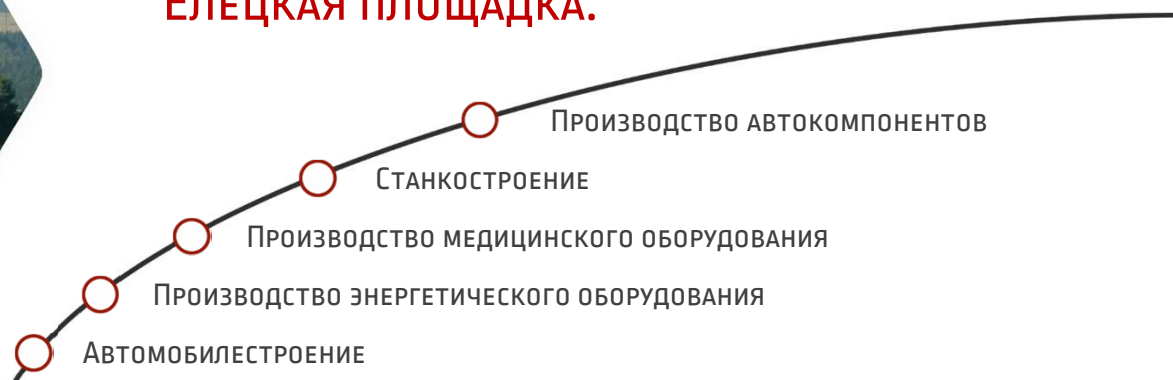 Елецкая площадка.
Производство автокомпонентов
Станкостроение
Производство медицинского оборудования
Производство энергетического оборудования
Автомобилестроение